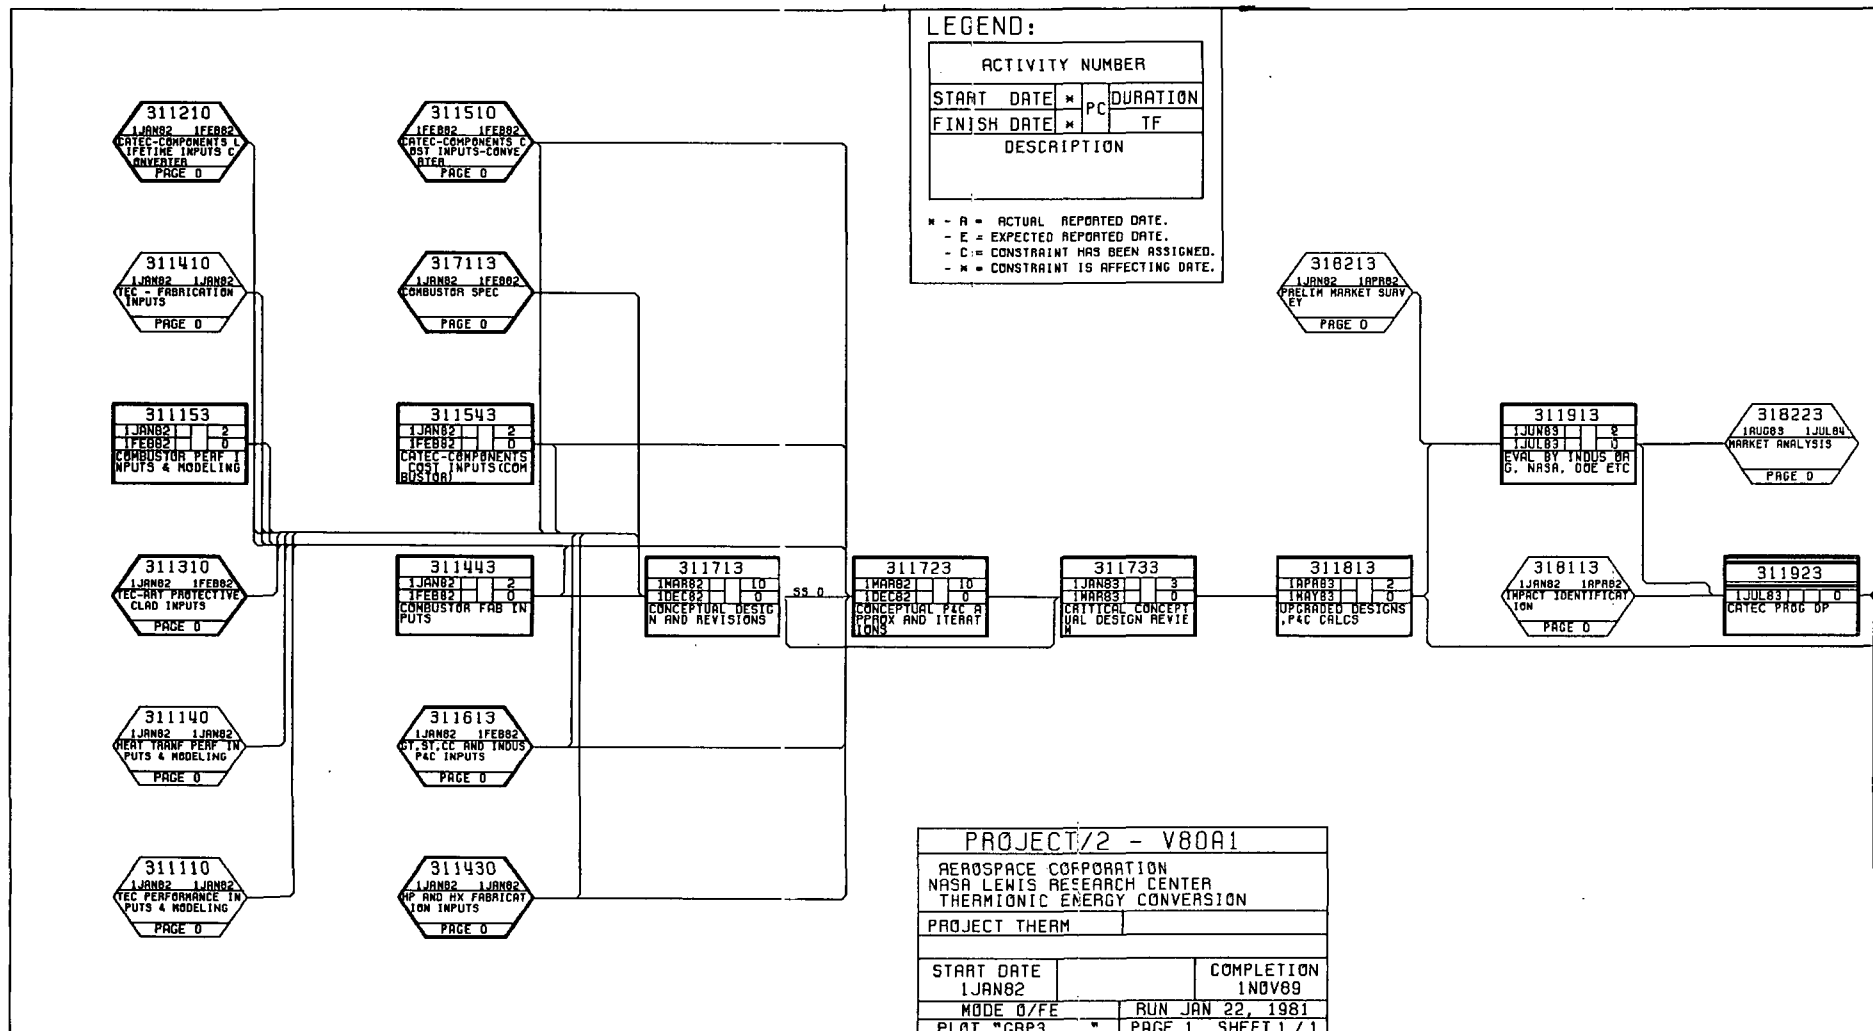 LEGEND:
ACTIVITY NUMBER
START DATE * PC DURATION
FINISH DATE * TF
DESCRIPTION
* - A = ACTUAL REPORTED DATE.
- E = EXPECTED REPORTED DATE.
- C = CONSTRAINT HAS BEEN ASSIGNED.
- * = CONSTRAINT IS AFFECTING DATE.
311210
1JAN82 1FEB82
CATEC-COMPONENTS L
IFETIME INPUTS C
ONVERTER
PAGE 0
311510
1FEB82 1FEB82
CATEC-COMPONENTS C
OST INPUTS-CONVE
RTER
PAGE 0
311410
1JAN82 1FEB82
TEC - FABRICATION
INPUTS
PAGE 0
317113
1JAN82 1FEB82
COMBUSTOR SPEC
PAGE 0
318213
1JAN82 1APR82
PRELIM MARKET SURV
EY
PAGE 0
311153
1JAN82 2
1FEB82 0
COMBUSTOR PERF I
NPUTS & MODELING
311543
1JAN82 2
1FEB82 0
CATEC-COMPONENTS
COST INPUTS(COM
BUSTOR)
311913
1JUN83 2
1JUL83 0
EVAL BY INDUS OR
G, NASA, DOE ETC
318223
1AUG83 1JUL84
MARKET ANALYSIS
PAGE 0
311310
1JAN82 1FEB82
TEC-ART PROTECTIVE
CLAD INPUTS
PAGE 0
311443
1JAN82 2
1FEB82 0
COMBUSTOR FAB IN
PUTS
311713
1MAR82 10
1DEC82 0
CONCEPTUAL DESIG
N AND REVISIONS
SS 0
311723
1MAR82 10
1DEC82 0
CONCEPTUAL P&C A
PPROX AND ITERAT
IONS
311733
1JAN83 3
1MAR83 0
CRITICAL CONCEPT
UAL DESIGN REVIE
W
311813
1APR83 2
1MAY83 0
UPGRADED DESIGNS
,P&C CALCS
318113
1JAN82 1APR82
IMPACT IDENTIFICAT
ION
PAGE 0
311923
1JUL83 0
CATEC PROG DP
311140
1JAN82 1JAN82
HEAT TRANF PERF IN
PUTS & MODELING
PAGE 0
311613
1JAN82 1FEB82
GT,ST,CC AND INDUS
P&C INPUTS
PAGE 0
311110
1JAN82 1JAN82
TEC PERFORMANCE IN
PUTS & MODELING
PAGE 0
311430
1JAN82 1JAN82
HP AND HX FABRICAT
ION INPUTS
PAGE 0
PROJECT/2 - V80A1
AEROSPACE CORPORATION
NASA LEWIS RESEARCH CENTER
THERMIONIC ENERGY CONVERSION
PROJECT THERM
START DATE COMPLETION
1JAN82 1NOV89
MODE O/FE RUN JAN 22, 1981
PLOT "GRP3 " PAGE 1 SHEET 1 / 1